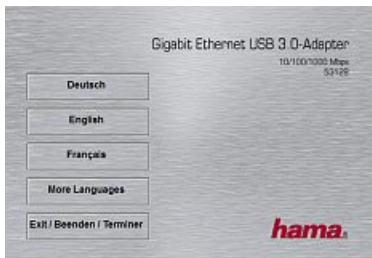 Gigabit Ethernet USB 3.0-Adapter
10/100/1000 Mbps
53128
Deutsch
English
Français
More Languages
Exit / Beenden / Terminer
hama.